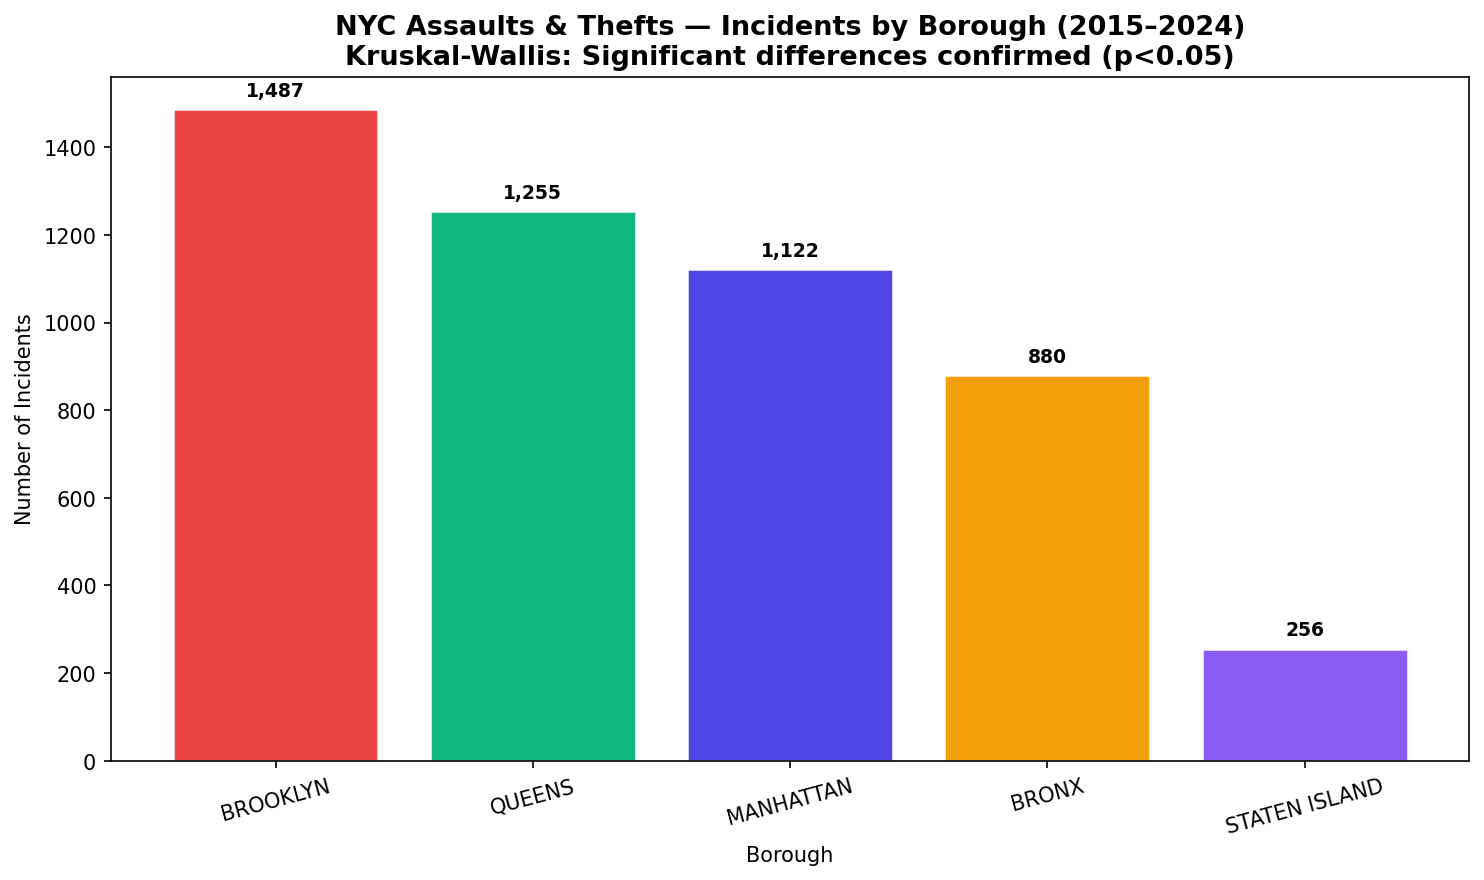 NYC Assaults & Thefts — Incidents by Borough (2015–2024)
Kruskal-Wallis: Significant differences confirmed (p<0.05)
Number of Incidents
1400
1200
1000
800
600
400
200
0
1,487
1,255
1,122
880
256
BROOKLYN
QUEENS
MANHATTAN
BRONX
STATEN ISLAND
Borough